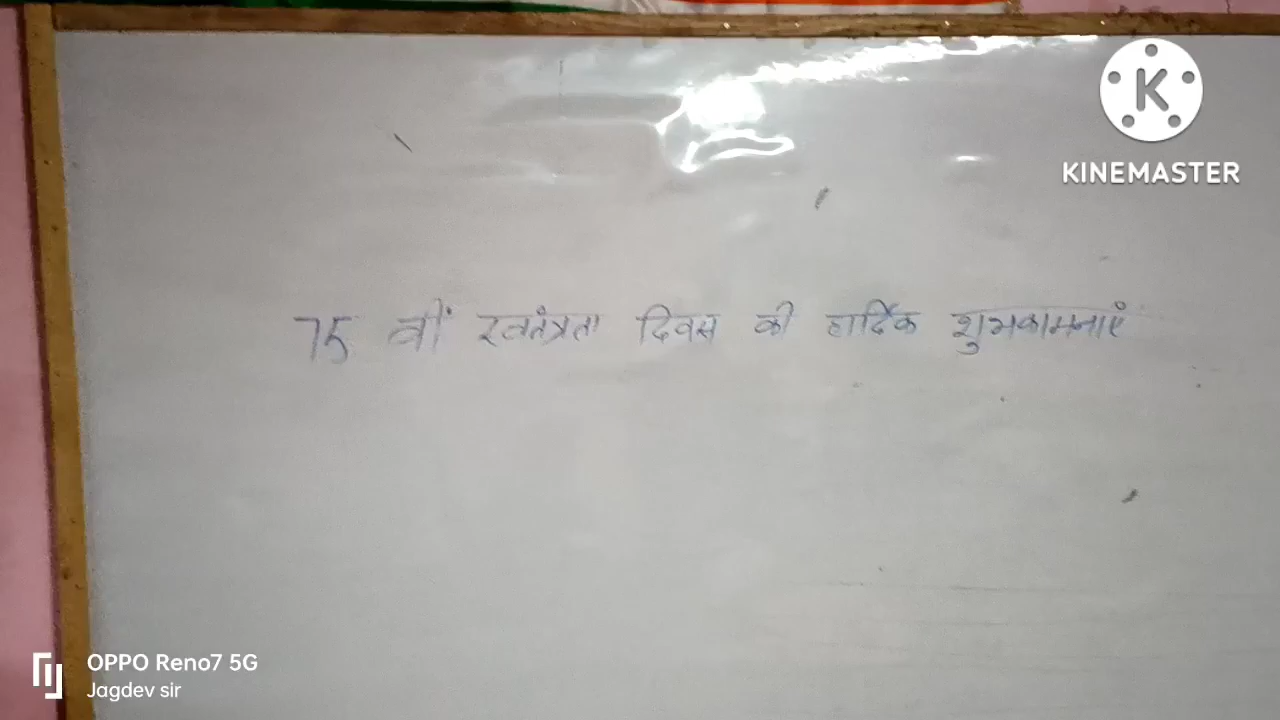 KINEMASTER
75 वीं स्वतंत्रता दिवस की हार्दिक शुभकामनाएं
OPPO Reno7 5G
Jagdev sir